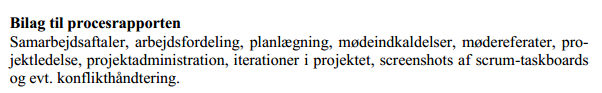 Bilag til procesrapporten
Samarbejdsaftaler, arbejdsfordeling, planlægning, mødeindkaldelser, mødereferater, pro-
jektledelse, projektadministration, iterationer i projektet, screenshots af scrum-taskboards
og evt. konflikthåndtering.